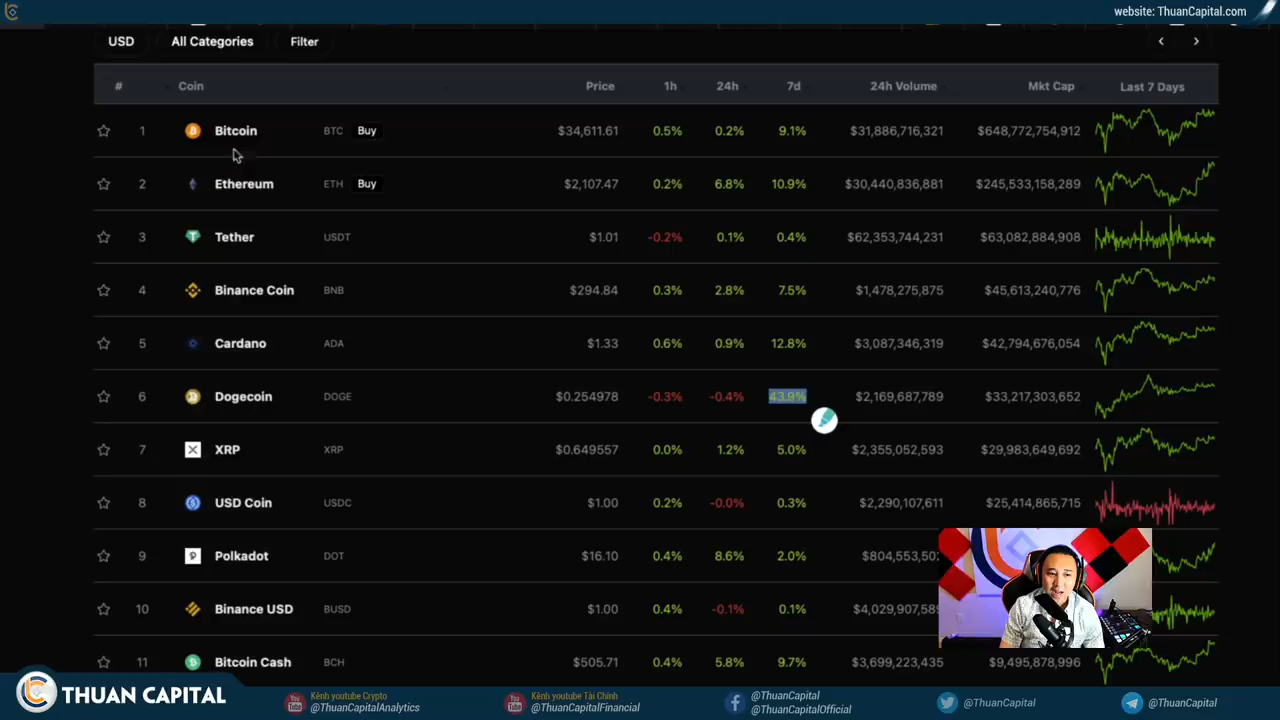 website: ThuanCapital.com
USD All Categories Filter
# Coin Price 1h 24h 7d 24h Volume Mkt Cap Last 7 Days
1 Bitcoin BTC Buy $34,611.61 0.5% 0.2% 9.1% $31,886,716,321 $648,772,754,912
2 Ethereum ETH Buy $2,107.47 0.2% 6.8% 10.9% $30,440,836,881 $245,533,158,289
3 Tether USDT $1.01 -0.2% 0.1% 0.4% $62,353,744,231 $63,082,884,908
4 Binance Coin BNB $294.84 0.3% 2.8% 7.5% $1,478,275,875 $45,613,240,776
5 Cardano ADA $1.33 0.6% 0.9% 12.8% $3,087,346,319 $42,794,676,054
6 Dogecoin DOGE $0.254978 -0.3% -0.4% 43.9% $2,169,687,789 $33,217,303,652
7 XRP XRP $0.649557 0.0% 1.2% 5.0% $2,355,052,593 $29,983,649,692
8 USD Coin USDC $1.00 0.2% -0.0% 0.3% $2,290,107,611 $25,414,865,715
9 Polkadot DOT $16.10 0.4% 8.6% 2.0%
10 Binance USD BUSD $1.00 0.4% -0.1% 0.1%
11 Bitcoin Cash BCH $505.71 0.4% 5.8% 9.7% $3,699,223,435 $9,495,878,996
THUAN CAPITAL
Kênh youtube Crypto
@ThuanCapitalAnalytics
Kênh youtube Tài Chính
@ThuanCapitalFinancial
@ThuanCapital
@ThuanCapitalOfficial
@ThuanCapital
@ThuanCapital